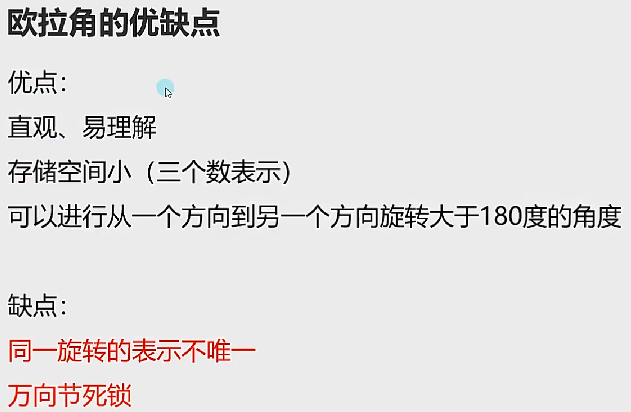 欧拉角的优缺点
优点：
直观、易理解
存储空间小（三个数表示）
可以进行从一个方向到另一个方向旋转大于180度的角度
缺点：
同一旋转的表示不唯一
万向节死锁